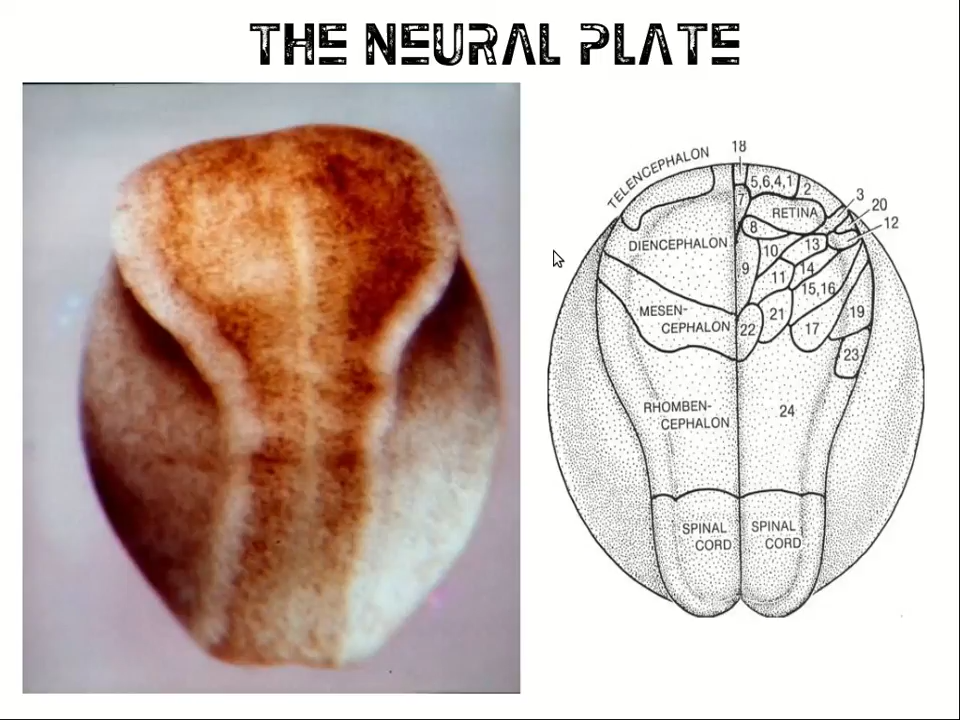 THE NEURAL PLATE
TELENCEPHALON
18
5,6,4,1
2
3
20
12
7
RETINA
8
DIENCEPHALON
10
13
9
11
14
15,16
MESEN-
CEPHALON
22
21
17
19
23
RHOMBEN-
CEPHALON
24
SPINAL
CORD
SPINAL
CORD